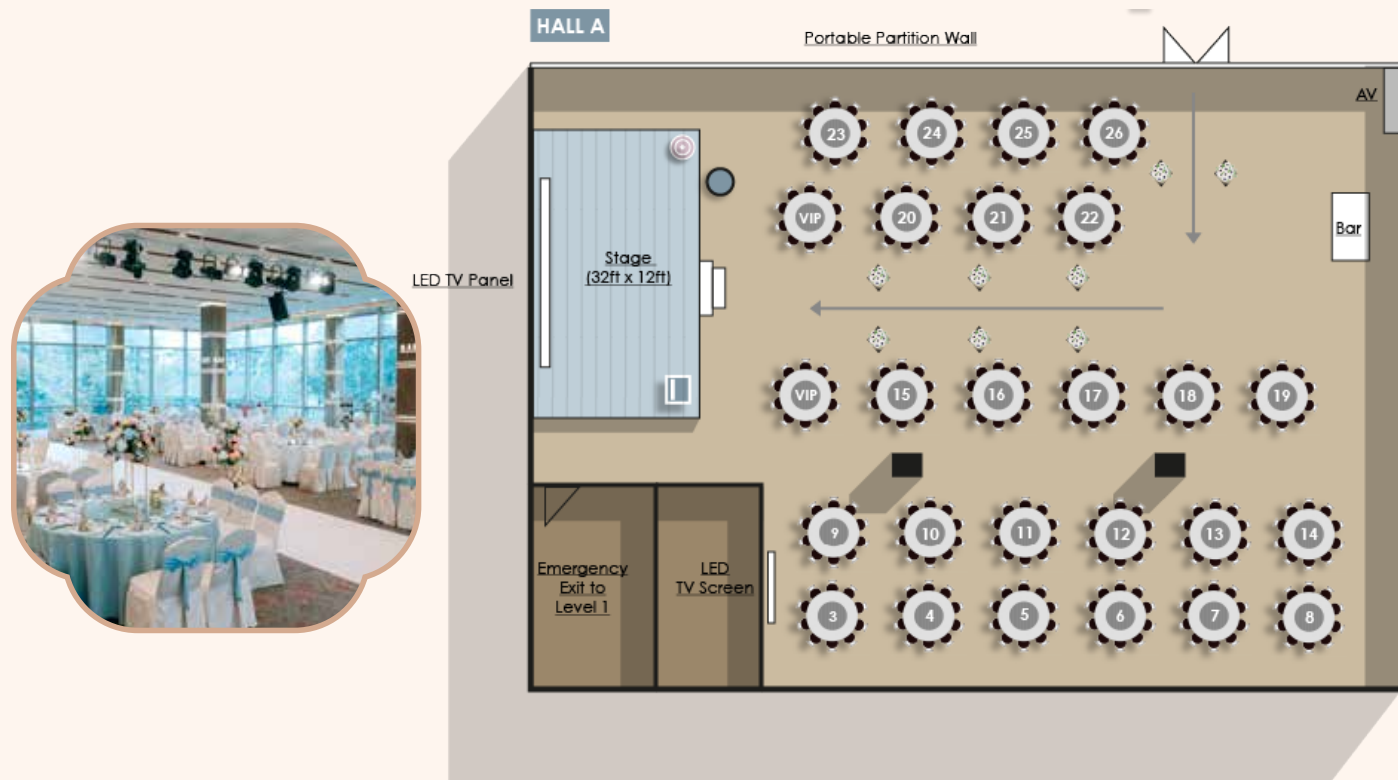 HALL A
Portable Partition Wall
AV
23
24
25
26
VIP
20
21
22
Bar
Stage
(32ft x 12ft)
LED TV Panel
VIP
15
16
17
18
19
9
10
11
12
13
14
Emergency
Exit to
Level 1
LED
TV Screen
3
4
5
6
7
8